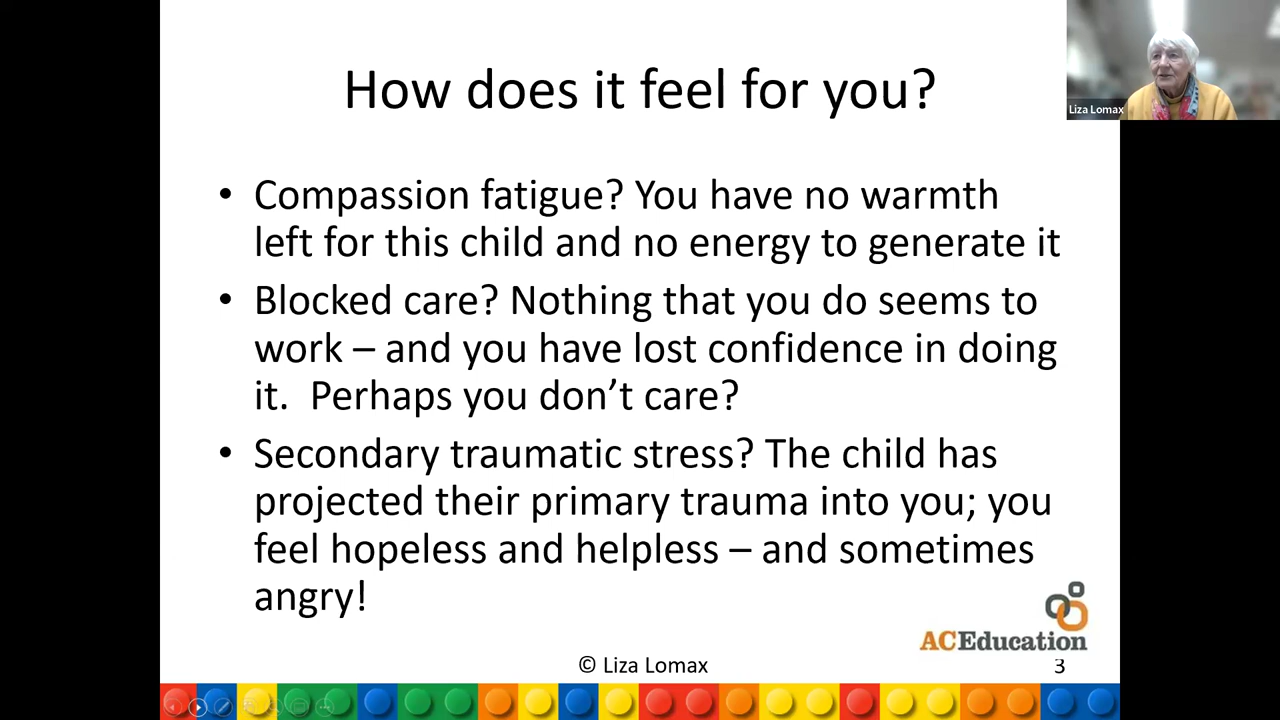 How does it feel for you?
Liza Lomax
• Compassion fatigue? You have no warmth
left for this child and no energy to generate it
• Blocked care? Nothing that you do seems to
work – and you have lost confidence in doing
it.  Perhaps you don’t care?
• Secondary traumatic stress? The child has
projected their primary trauma into you; you
feel hopeless and helpless – and sometimes
angry!
ACEducation
© Liza Lomax
3